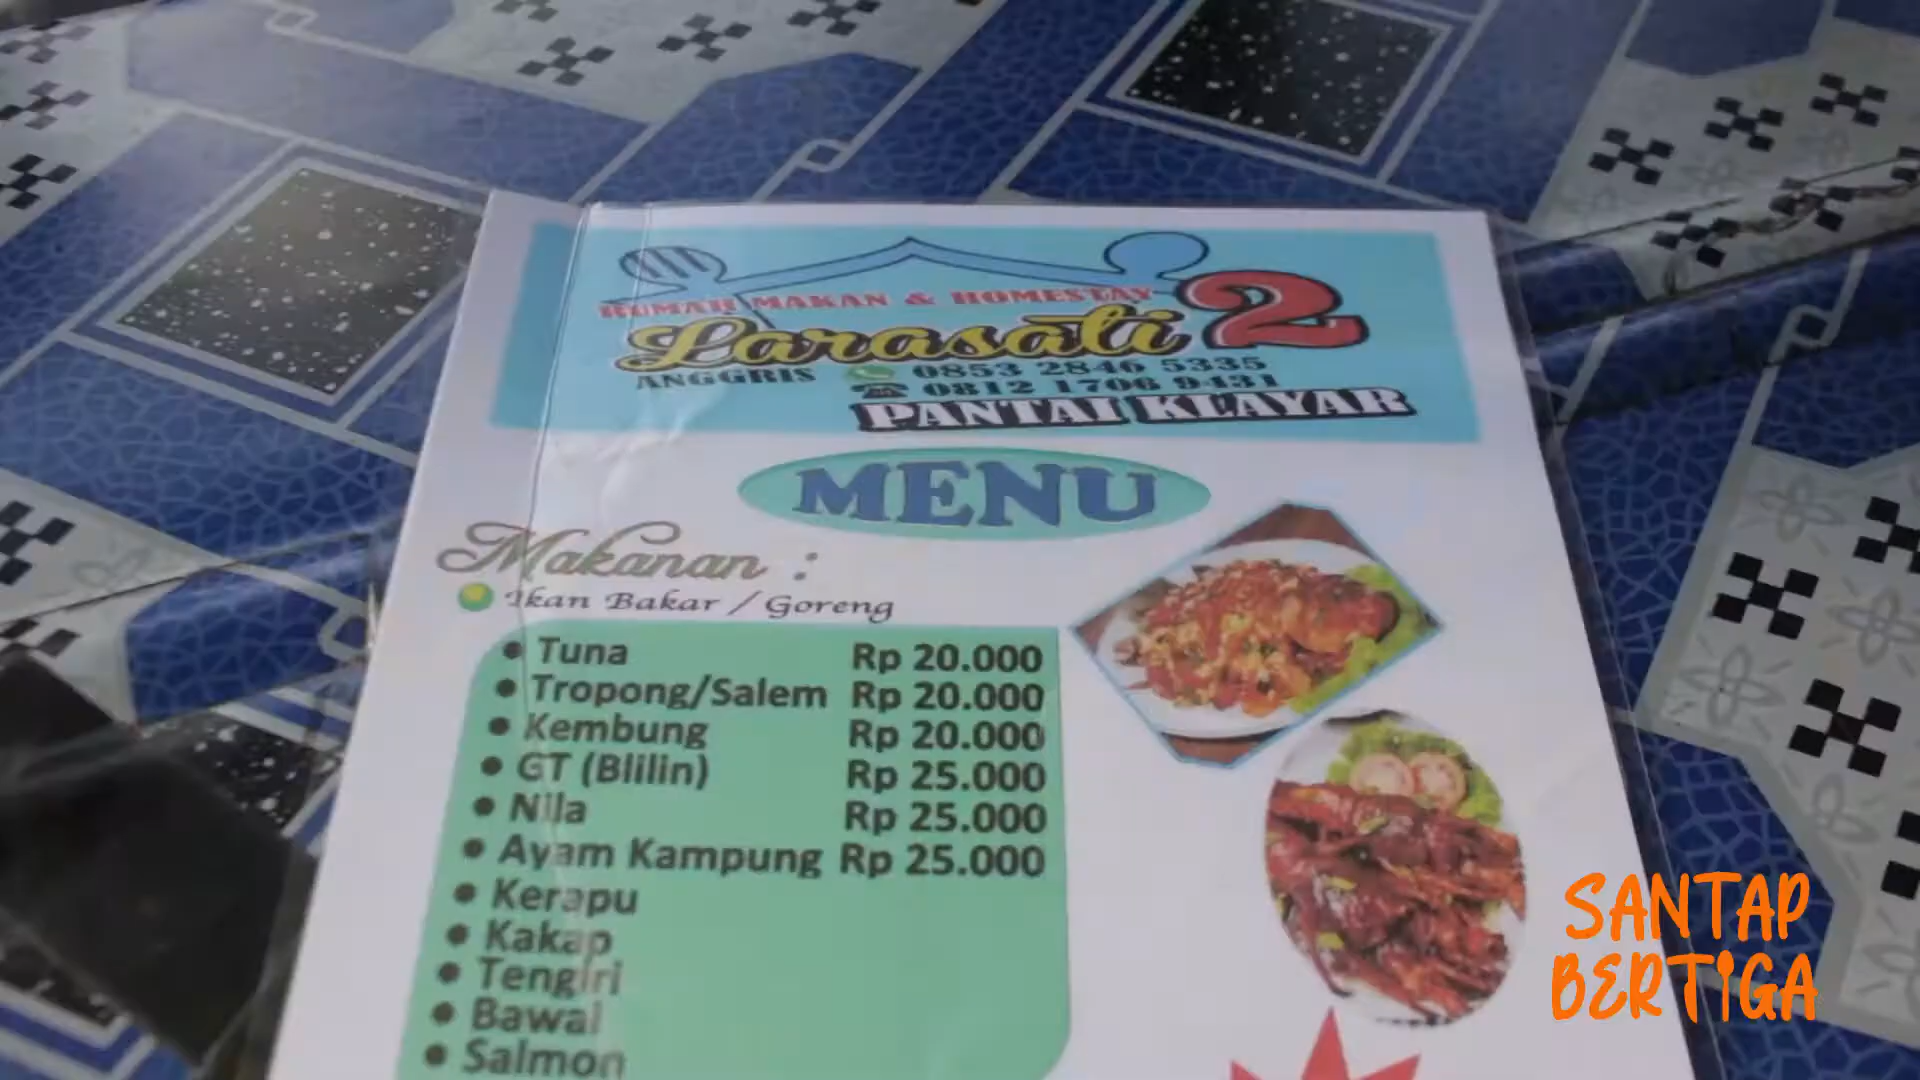 RUMAH MAKAN & HOMESTAY
Larasati 2
ANGGRIS 0853 2846 5335
0812 1706 9431
PANTAI KLAYAR
MENU
Makanan :
Ikan Bakar / Goreng
• Tuna Rp 20.000
• Tropong/Salem Rp 20.000
• Kembung Rp 20.000
• GT (Blilin) Rp 25.000
• Nila Rp 25.000
• Ayam Kampung Rp 25.000
• Kerapu
• Kakap
• Tengiri
• Bawal
• Salmon
SANTAP
BERTIGA